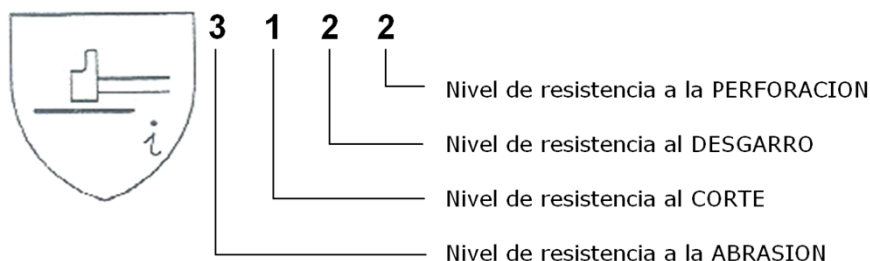 3 1 2 2
Nivel de resistencia a la PERFORACION
Nivel de resistencia al DESGARRO
i
Nivel de resistencia al CORTE
Nivel de resistencia a la ABRASION